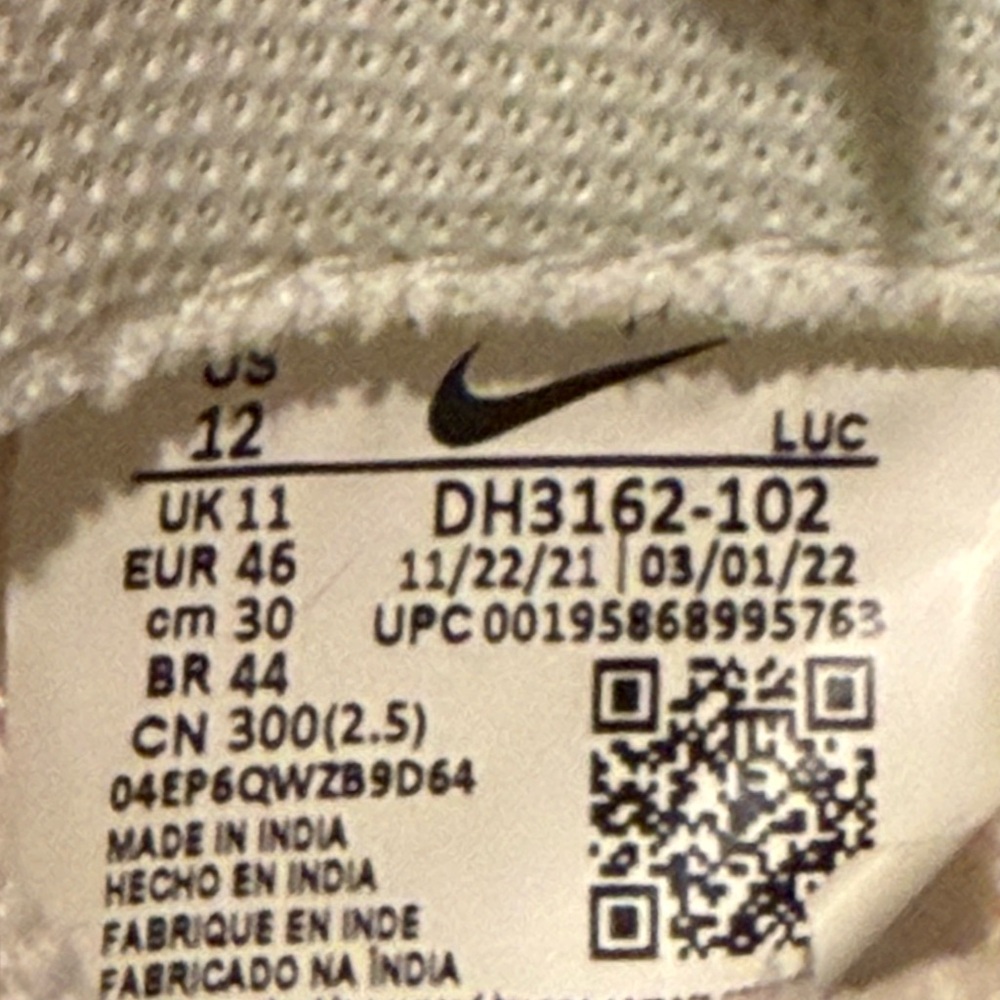 US
12
LUC
UK 11
DH3162-102
EUR 46
11/22/21 | 03/01/22
cm 30
UPC 00195868995763
BR 44
CN 300(2.5)
04EP6QWZB9D64
MADE IN INDIA
HECHO EN INDIA
FABRIQUE EN INDE
FABRICADO NA ÍNDIA